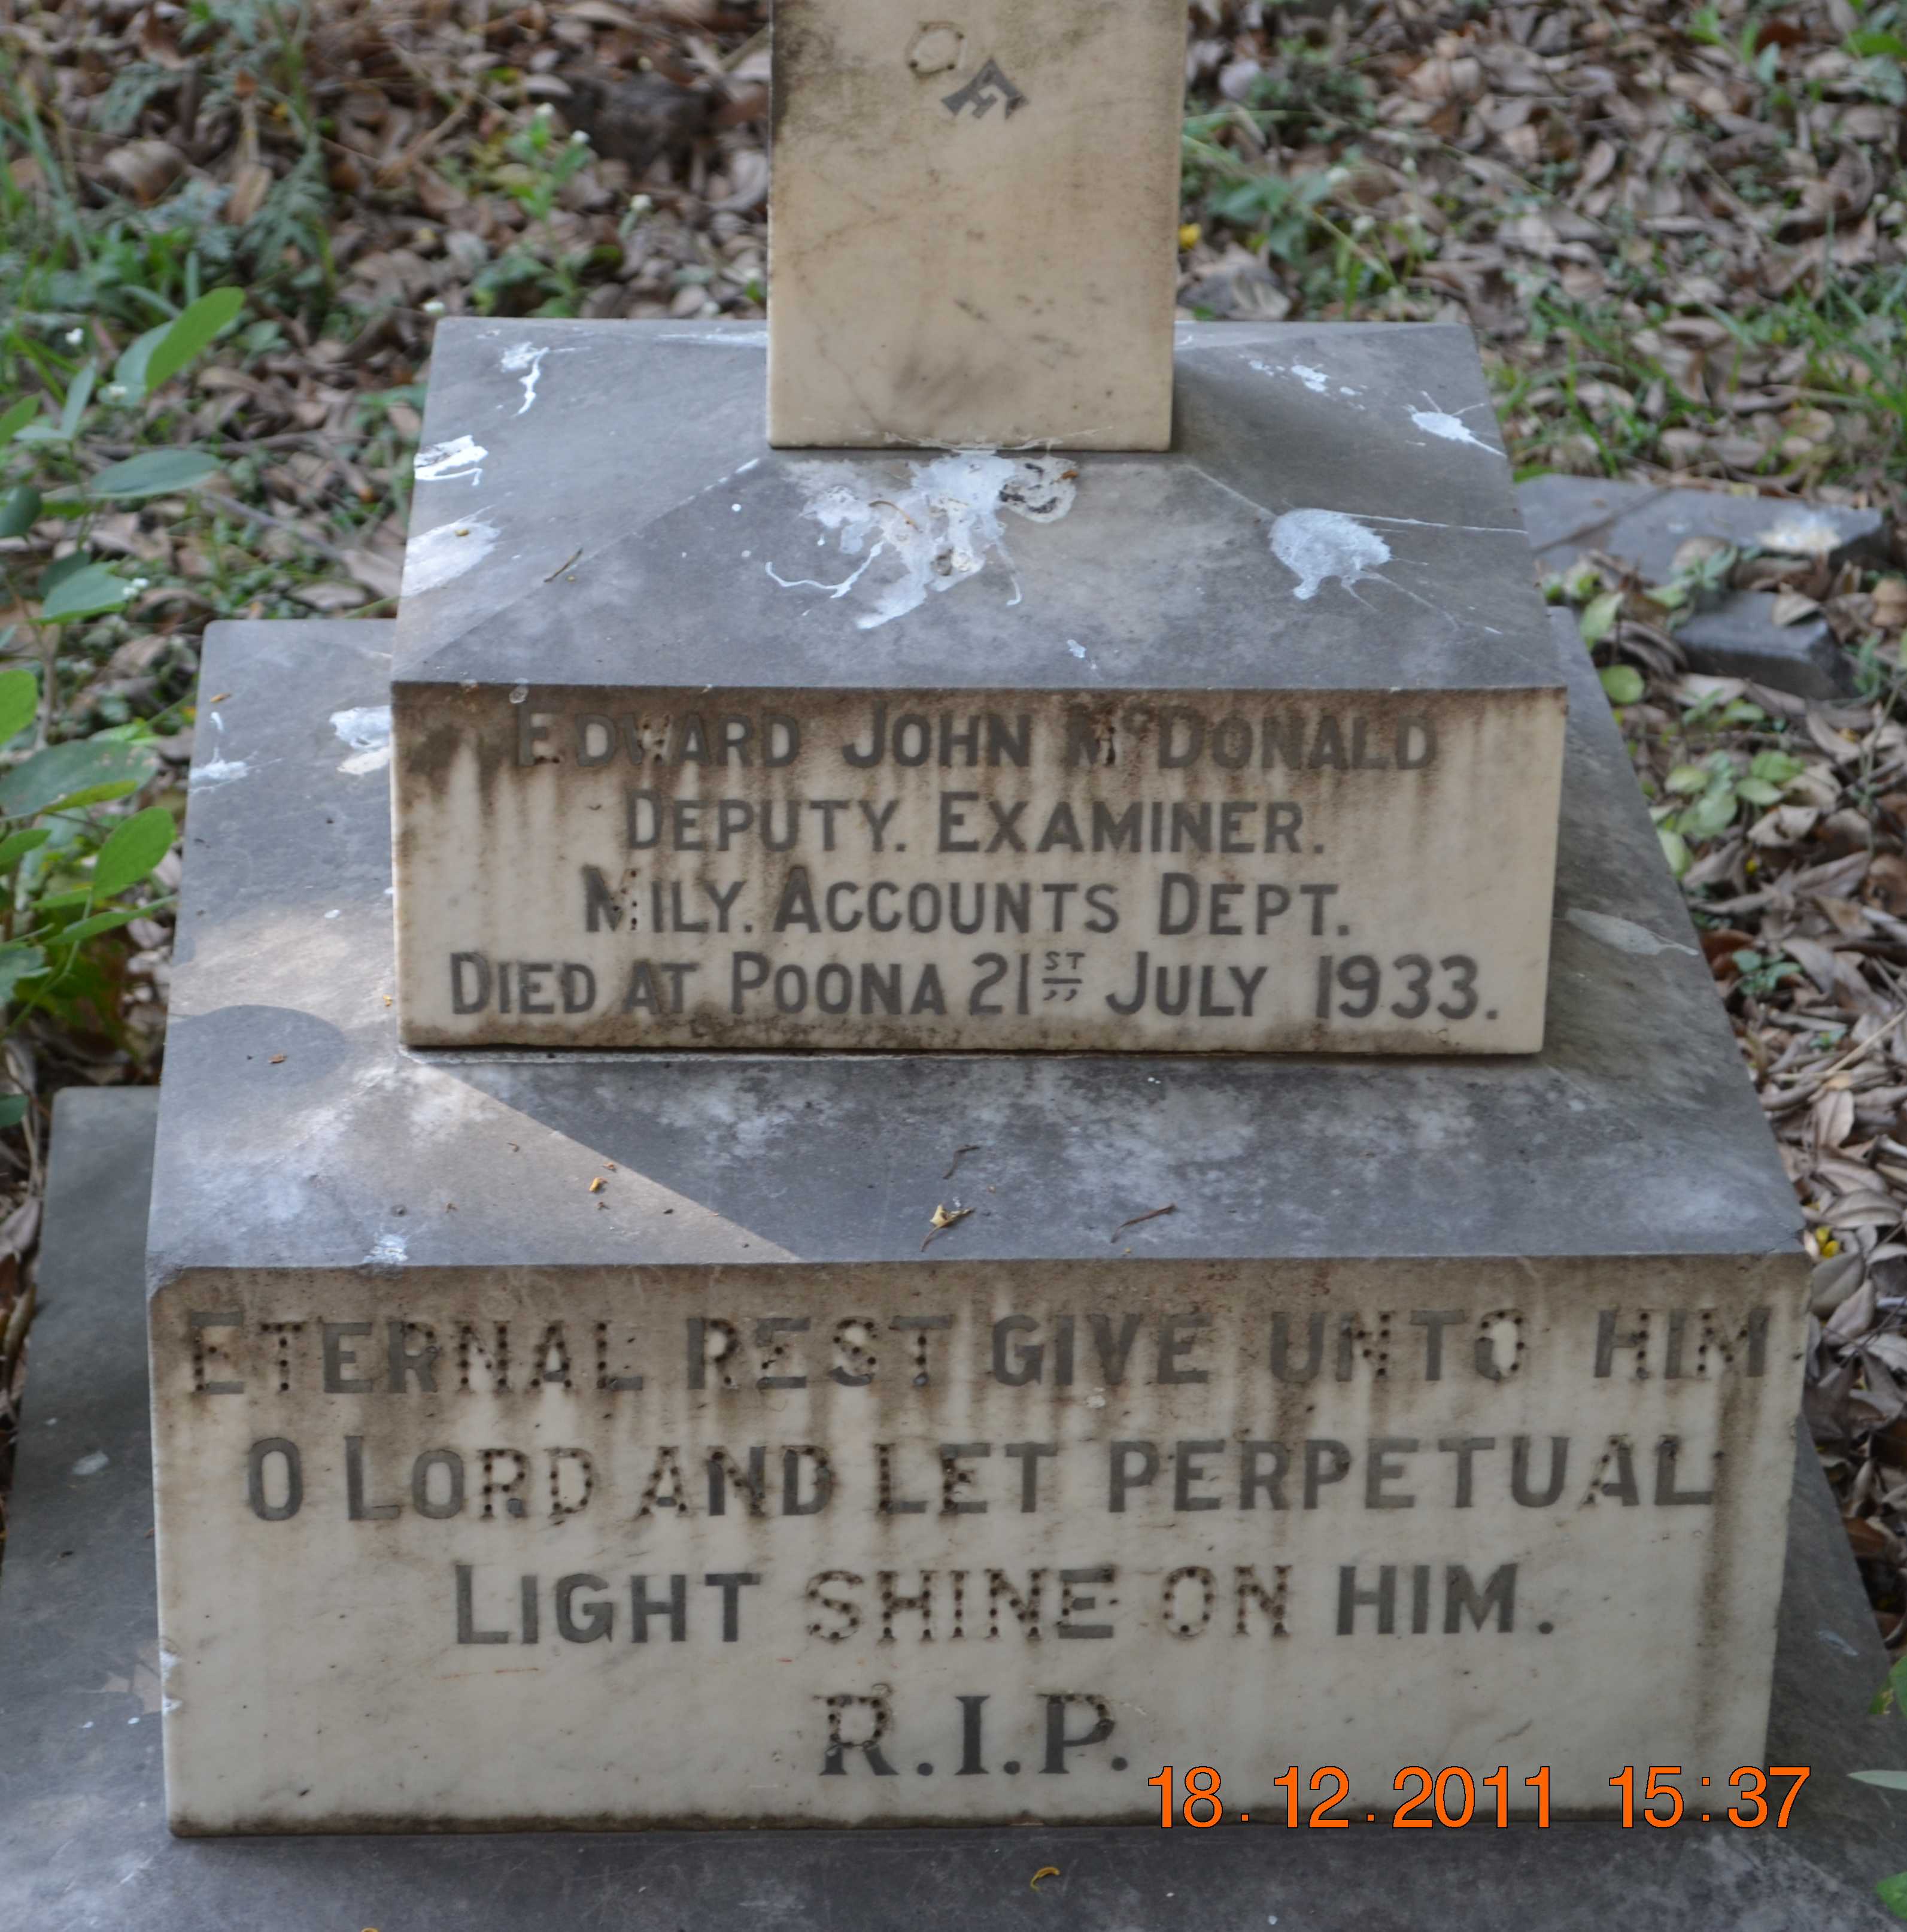 EDWARD JOHN McDONALD
DEPUTY. EXAMINER.
MILY. ACCOUNTS DEPT.
DIED AT POONA 21ST JULY 1933.
ETERNAL REST GIVE UNTO HIM
O LORD AND LET PERPETUAL
LIGHT SHINE ON HIM.
R.I.P.
18.12.2011 15:37